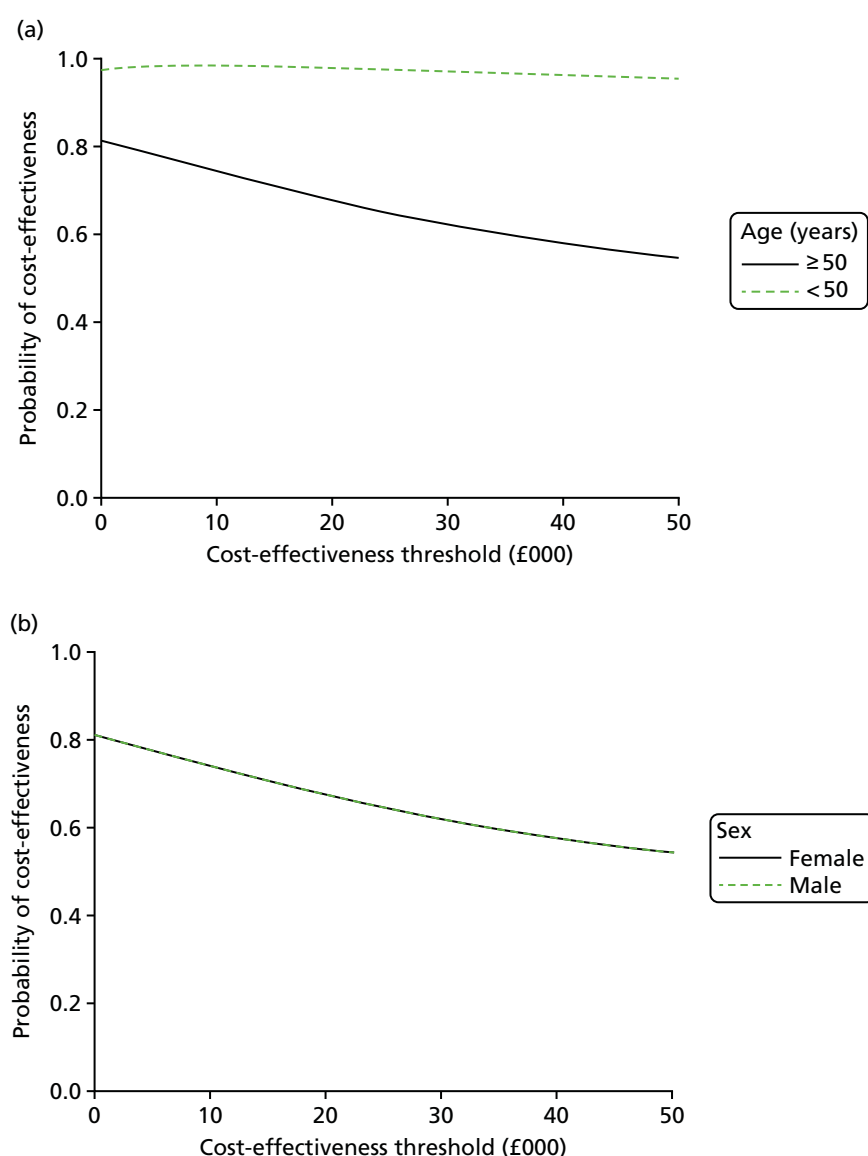 (a)
1.0
0.8
0.6
0.4
0.2
0.0
Probability of cost-effectiveness
0 10 20 30 40 50
Cost-effectiveness threshold (£000)
Age (years)
≥50
<50
(b)
1.0
0.8
0.6
0.4
0.2
0.0
Probability of cost-effectiveness
0 10 20 30 40 50
Cost-effectiveness threshold (£000)
Sex
Female
Male